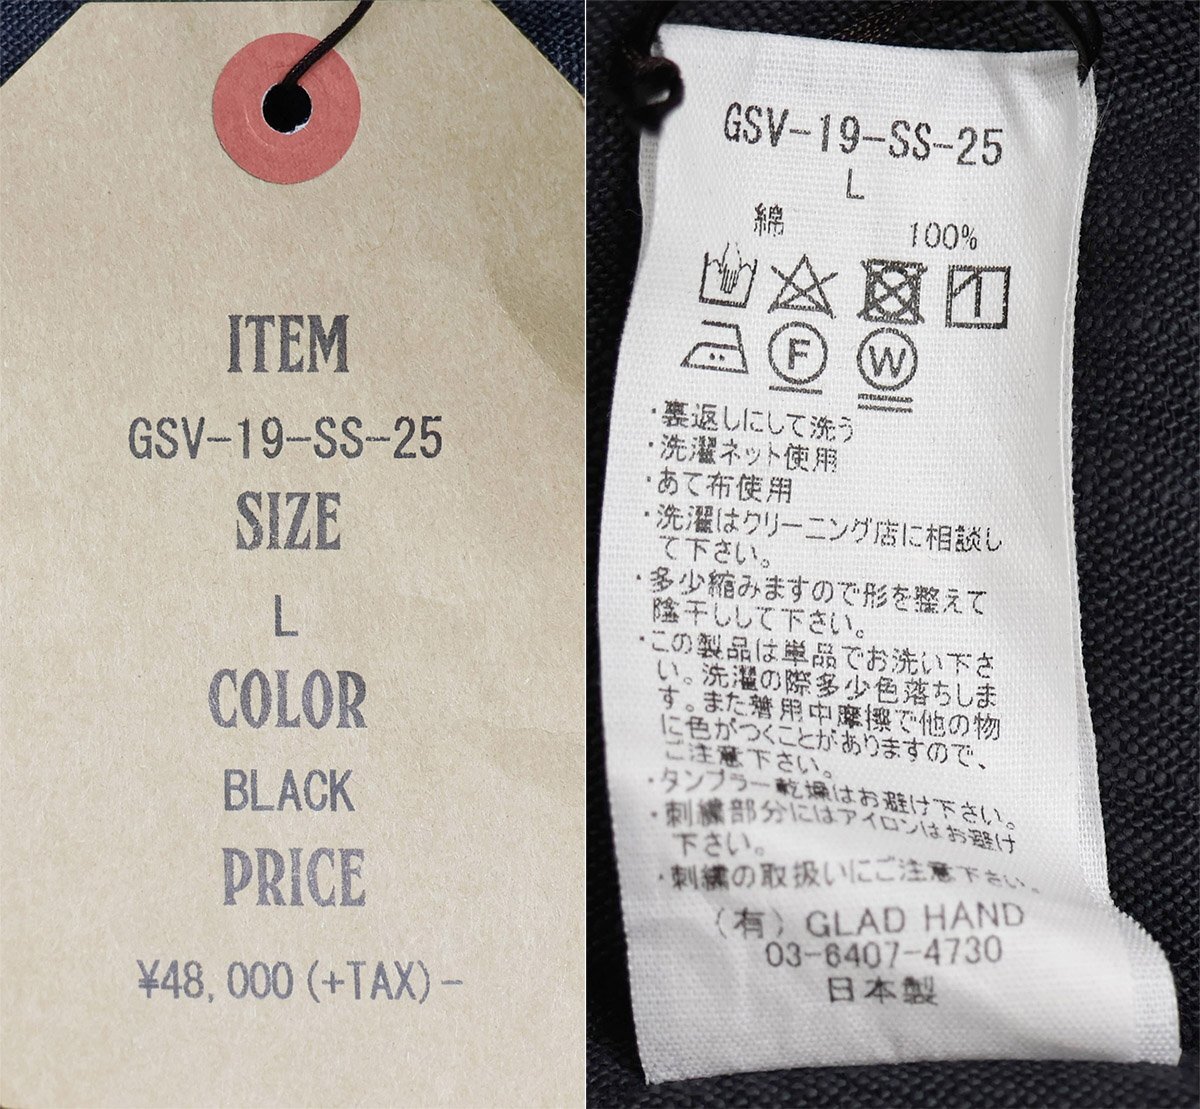 ITEM
GSV-19-SS-25
SIZE
L
COLOR
BLACK
PRICE
¥48,000(+TAX)-
GSV-19-SS-25
L
綿 100%
F W
・裏返しにして洗う
・洗濯ネット使用
・あて布使用
・洗濯はクリーニング店に相談し
て下さい。
・多少縮みますので形を整えて
陰干しして下さい。
・この製品は単品でお洗い下さ
い。洗濯の際多少色落ちしま
す。また着用中摩擦で他の物
に色がつくことがありますので、
ご注意下さい。
・タンブラー乾燥はお避け下さい。
・刺繍部分にはアイロンはお避け
下さい。
・刺繍の取扱いにご注意下さい。
(有) GLAD HAND
03-6407-4730
日本製